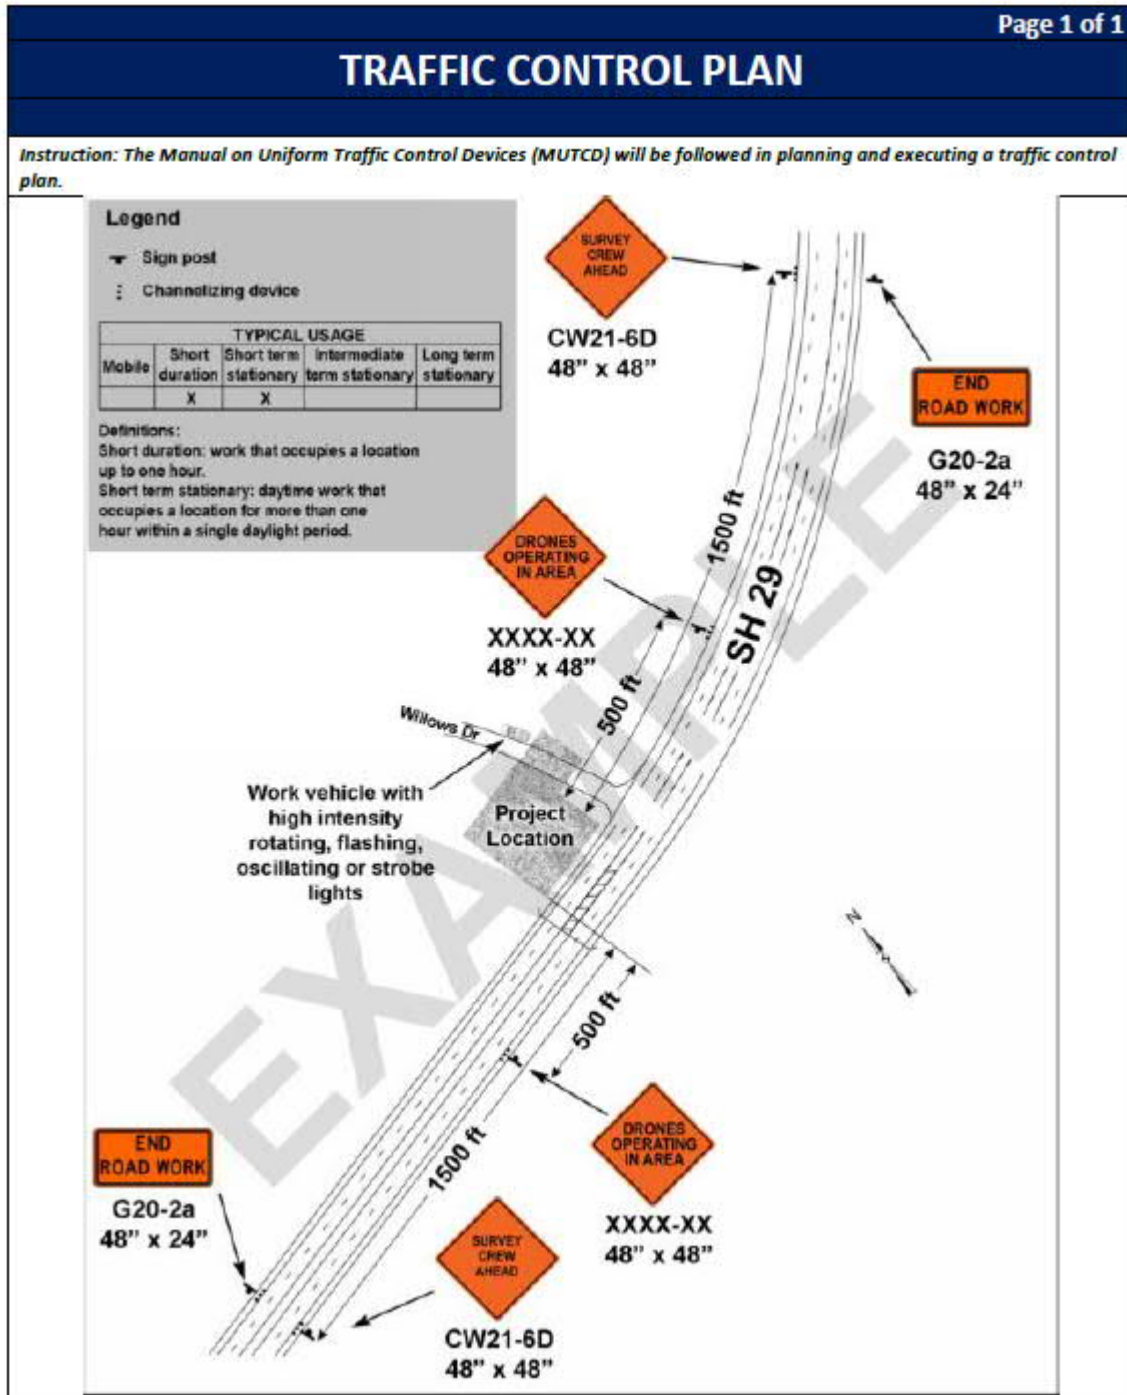 Page 1 of 1
TRAFFIC CONTROL PLAN
Instruction: The Manual on Uniform Traffic Control Devices (MUTCD) will be followed in planning and executing a traffic control
plan.
Legend
Sign post
Channelizing device
TYPICAL USAGE
Mobile
Short
duration
Short term
stationary
Intermediate
term stationary
Long term
stationary
X
X
Definitions:
Short duration: work that occupies a location
up to one hour.
Short term stationary: daytime work that
occupies a location for more than one
hour within a single daylight period.
SURVEY
CREW
AHEAD
CW21-6D
48" x 48"
END
ROAD WORK
G20-2a
48" x 24"
1500 ft
DRONES
OPERATING
IN AREA
XXXX-XX
48" x 48"
SH 29
500 ft
Willows Dr
Work vehicle with
high intensity
rotating, flashing,
oscillating or strobe
lights
Project
Location
EXAMPLE
N
500 ft
1500 ft
DRONES
OPERATING
IN AREA
XXXX-XX
48" x 48"
END
ROAD WORK
G20-2a
48" x 24"
SURVEY
CREW
AHEAD
CW21-6D
48" x 48"